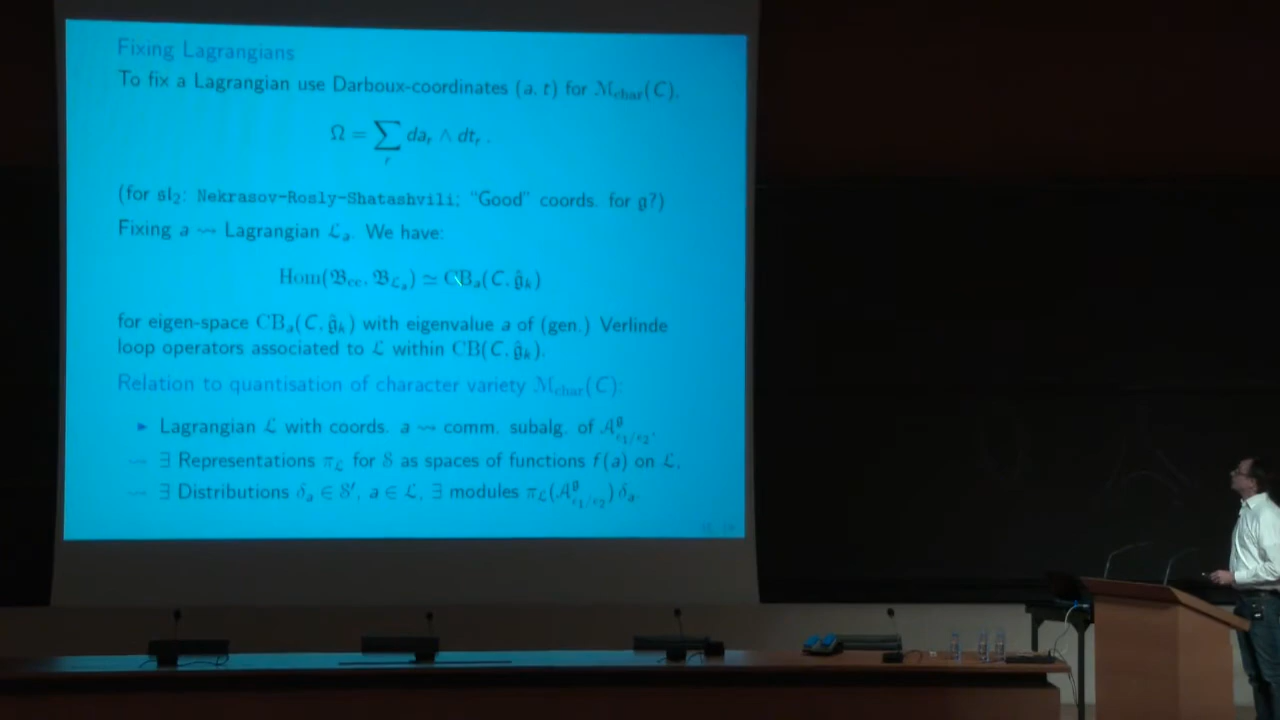 Fixing Lagrangians
To fix a Lagrangian use Darboux-coordinates (a, t) for ℳ_char(C),
Ω = ∑_r da_r ∧ dt_r .
(for sl₂: Nekrasov-Rosly-Shatashvili; "Good" coords. for 𝔤?)
Fixing a ⇝ Lagrangian ℒ_a. We have:
Hom(𝔅_cc, 𝔅_ℒ_a) ≃ CB_a(C, ĝ_k)
for eigen-space CB_a(C, ĝ_k) with eigenvalue a of (gen.) Verlinde
loop operators associated to ℒ within CB(C, ĝ_k).
Relation to quantisation of character variety ℳ_char(C):
► Lagrangian ℒ with coords. a ⇝ comm. subalg. of 𝒜^𝔤_{ϵ₁/ϵ₂}.
⇝ ∃ Representations π_ℒ for 𝒮 as spaces of functions f(a) on ℒ,
⇝ ∃ Distributions δ_a ∈ 𝒮′, a ∈ ℒ, ∃ modules π_ℒ(𝒜^𝔤_{ϵ₁/ϵ₂})δ_a.